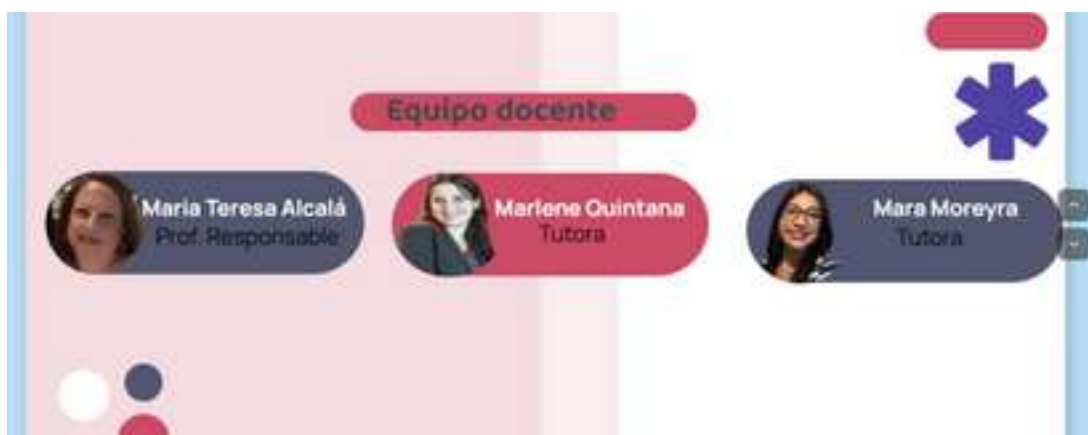 Equipo docente
Maria Teresa Alcalá
Prof. Responsable
Marlene Quintana
Tutora
Mara Moreyra
Tutora